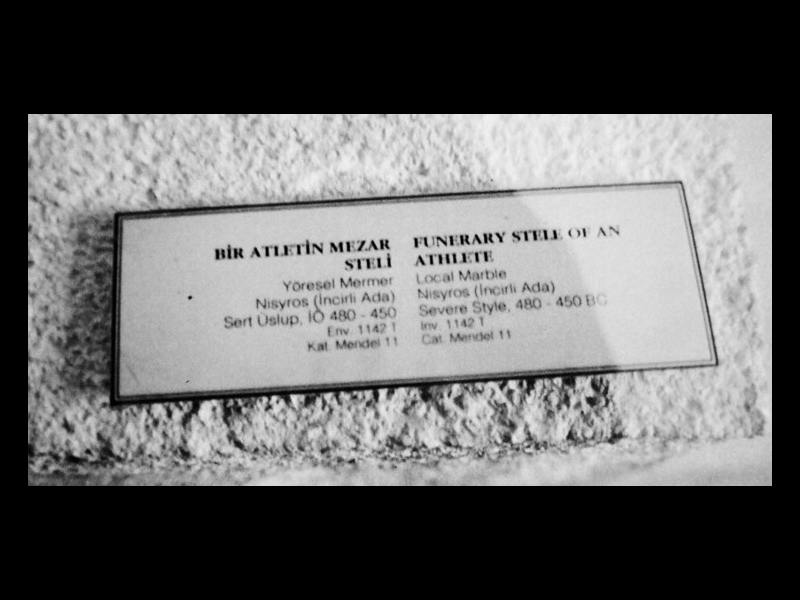 BİR ATLETİN MEZAR
STELİ
Yöresel Mermer
Nisyros (İncirli Ada)
Sert Üslup, İÖ 480 - 450
Env. 1142 T
Kat. Mendel 11
FUNERARY STELE OF AN
ATHLETE
Local Marble
Nisyros (İncirli Ada)
Severe Style, 480 - 450 BC
Inv. 1142 T
Cat. Mendel 11